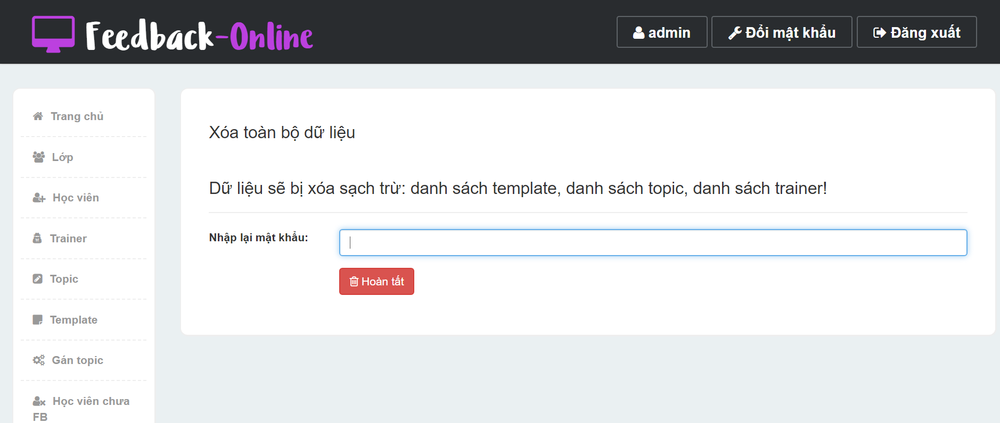 Feedback-Online
admin
Đổi mật khẩu
Đăng xuất
Trang chủ
Lớp
Học viên
Trainer
Topic
Template
Gán topic
Học viên chưa
FB
Xóa toàn bộ dữ liệu
Dữ liệu sẽ bị xóa sạch trừ: danh sách template, danh sách topic, danh sách trainer!
Nhập lại mật khẩu:
Hoàn tất